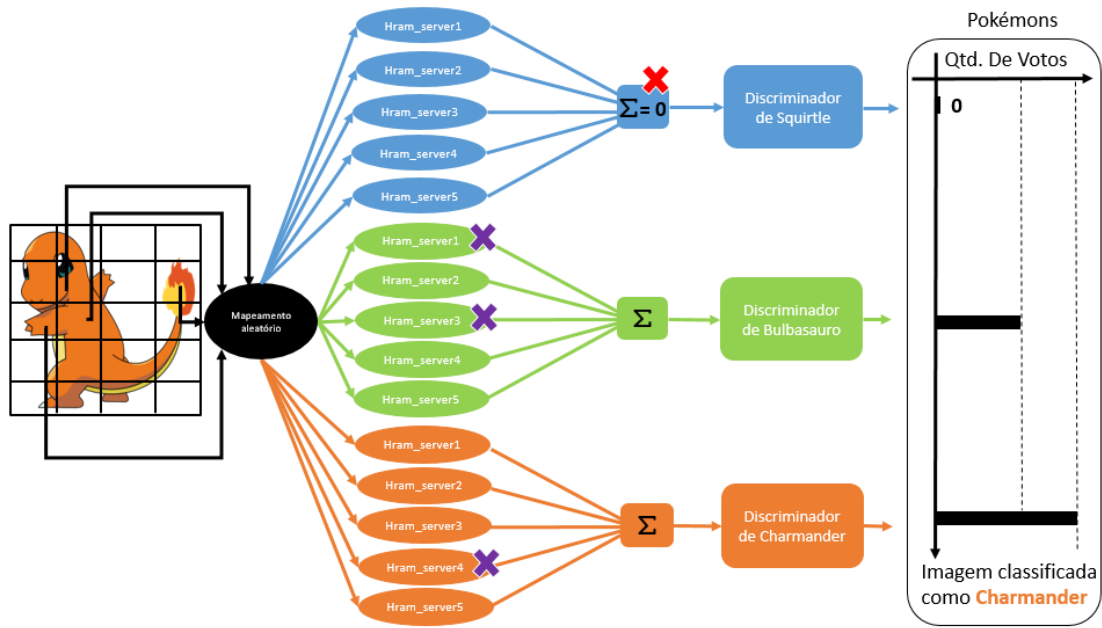 Pokémons
Qtd. De Votos
0
Hram_server1
Hram_server2
Hram_server3
Hram_server4
Hram_server5
Σ= 0
Discriminador
de Squirtle
Mapeamento
aleatório
Hram_server1
Hram_server2
Hram_server3
Hram_server4
Hram_server5
Σ
Discriminador
de Bulbasauro
Hram_server1
Hram_server2
Hram_server3
Hram_server4
Hram_server5
Σ
Discriminador
de Charmander
Imagem classificada
como Charmander